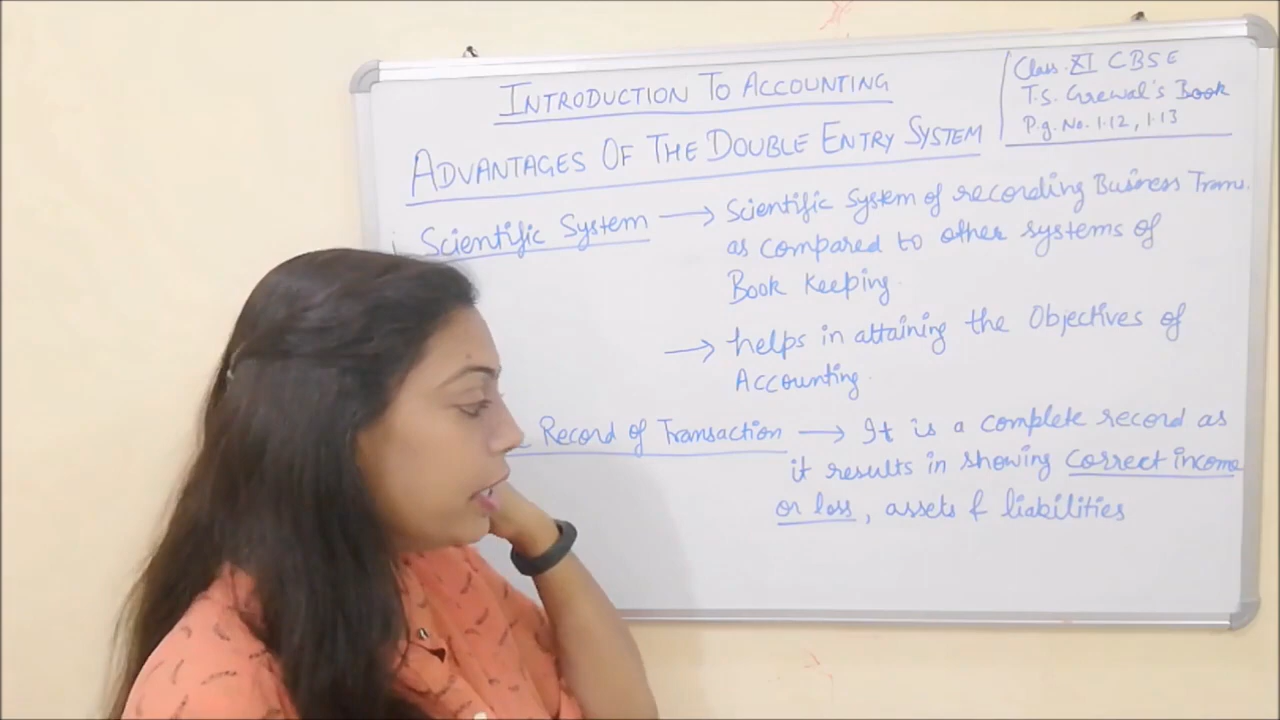 INTRODUCTION TO ACCOUNTING
Class XI CBSE
T.S. Grewal's Book
P.g. No. 1.12, 1.13
ADVANTAGES OF THE DOUBLE ENTRY SYSTEM
Scientific System → Scientific System of recording Business Trans.
as compared to other systems of
Book Keeping.
→ helps in attaining the Objectives of
Accounting.
Record of Transaction → It is a complete record as
it results in showing correct income
or loss, assets & liabilities